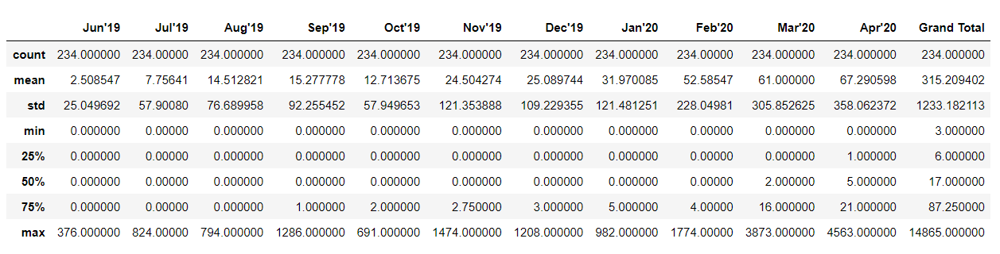 Jun'19 Jul'19 Aug'19 Sep'19 Oct'19 Nov'19 Dec'19 Jan'20 Feb'20 Mar'20 Apr'20 Grand Total
count 234.000000 234.00000 234.000000 234.000000 234.000000 234.000000 234.000000 234.000000 234.00000 234.000000 234.000000 234.000000
mean 2.508547 7.75641 14.512821 15.277778 12.713675 24.504274 25.089744 31.970085 52.58547 61.000000 67.290598 315.209402
std 25.049692 57.90080 76.689958 92.255452 57.949653 121.353888 109.229355 121.481251 228.04981 305.852625 358.062372 1233.182113
min 0.000000 0.00000 0.000000 0.000000 0.000000 0.000000 0.000000 0.000000 0.00000 0.000000 0.000000 3.000000
25% 0.000000 0.00000 0.000000 0.000000 0.000000 0.000000 0.000000 0.000000 0.00000 0.000000 1.000000 6.000000
50% 0.000000 0.00000 0.000000 0.000000 0.000000 0.000000 0.000000 0.000000 0.00000 2.000000 5.000000 17.000000
75% 0.000000 0.00000 0.000000 1.000000 2.000000 2.750000 3.000000 5.000000 4.00000 16.000000 21.000000 87.250000
max 376.000000 824.00000 794.000000 1286.000000 691.000000 1474.000000 1208.000000 982.000000 1774.00000 3873.000000 4563.000000 14865.000000